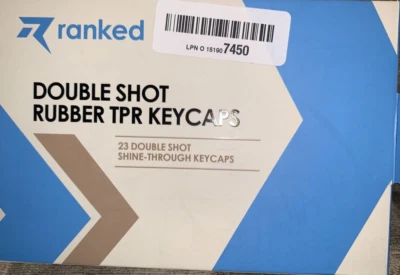 ranked
LPN O 15190 7450
DOUBLE SHOT
RUBBER TPR KEYCAPS
23 DOUBLE SHOT
SHINE-THROUGH KEYCAPS